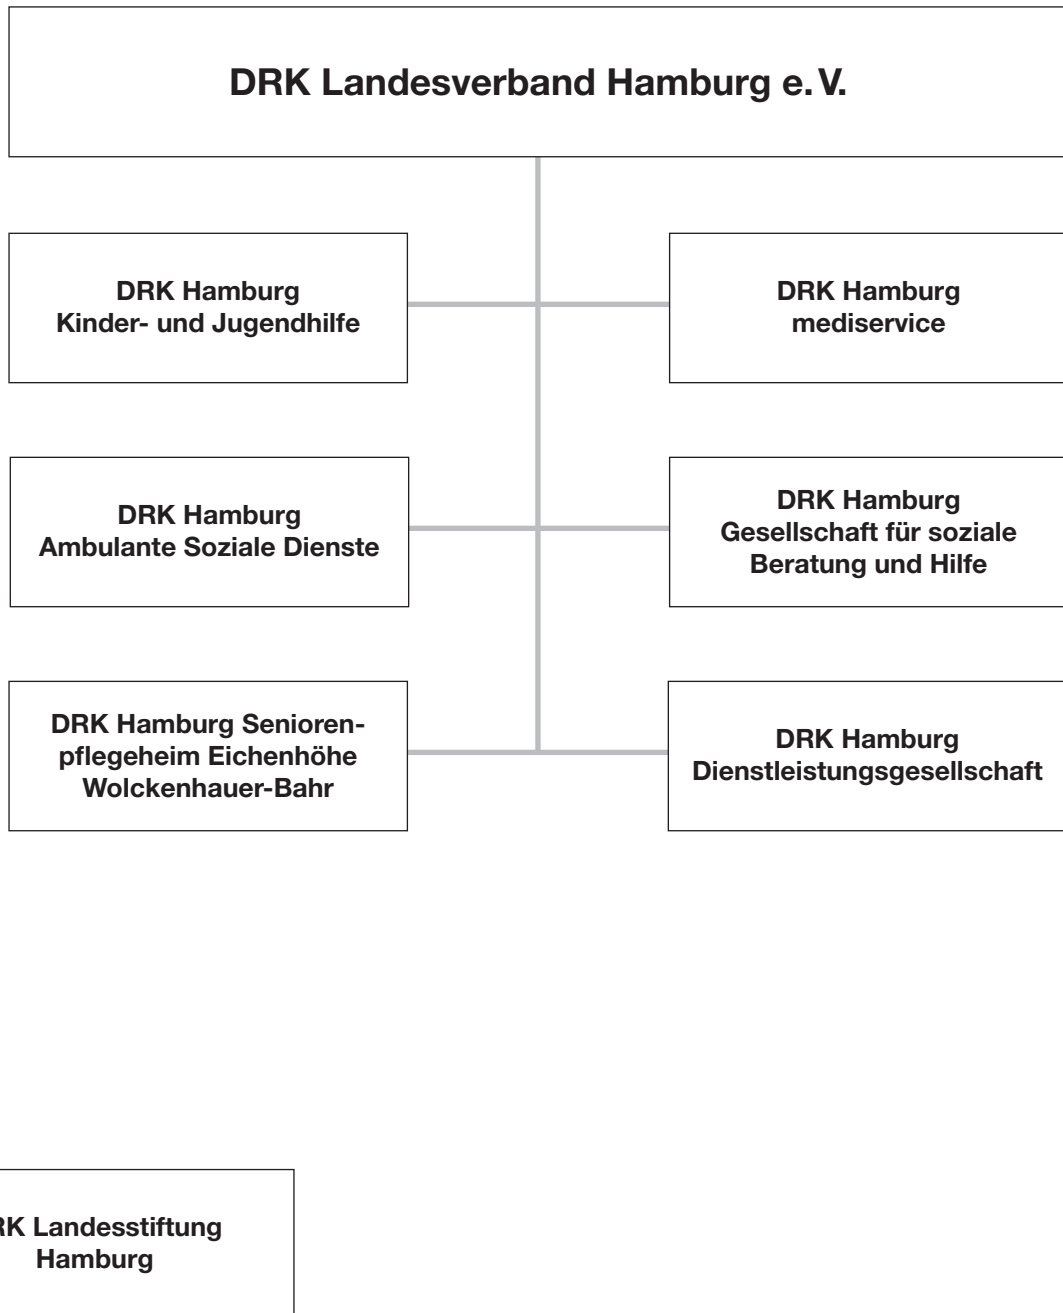 DRK Landesverband Hamburg e.V.
DRK Hamburg
Kinder- und Jugendhilfe
DRK Hamburg
mediservice
DRK Hamburg
Ambulante Soziale Dienste
DRK Hamburg
Gesellschaft für soziale
Beratung und Hilfe
DRK Hamburg Senioren-
pflegeheim Eichenhöhe
Wolckenhauer-Bahr
DRK Hamburg
Dienstleistungsgesellschaft
RK Landesstiftung
Hamburg